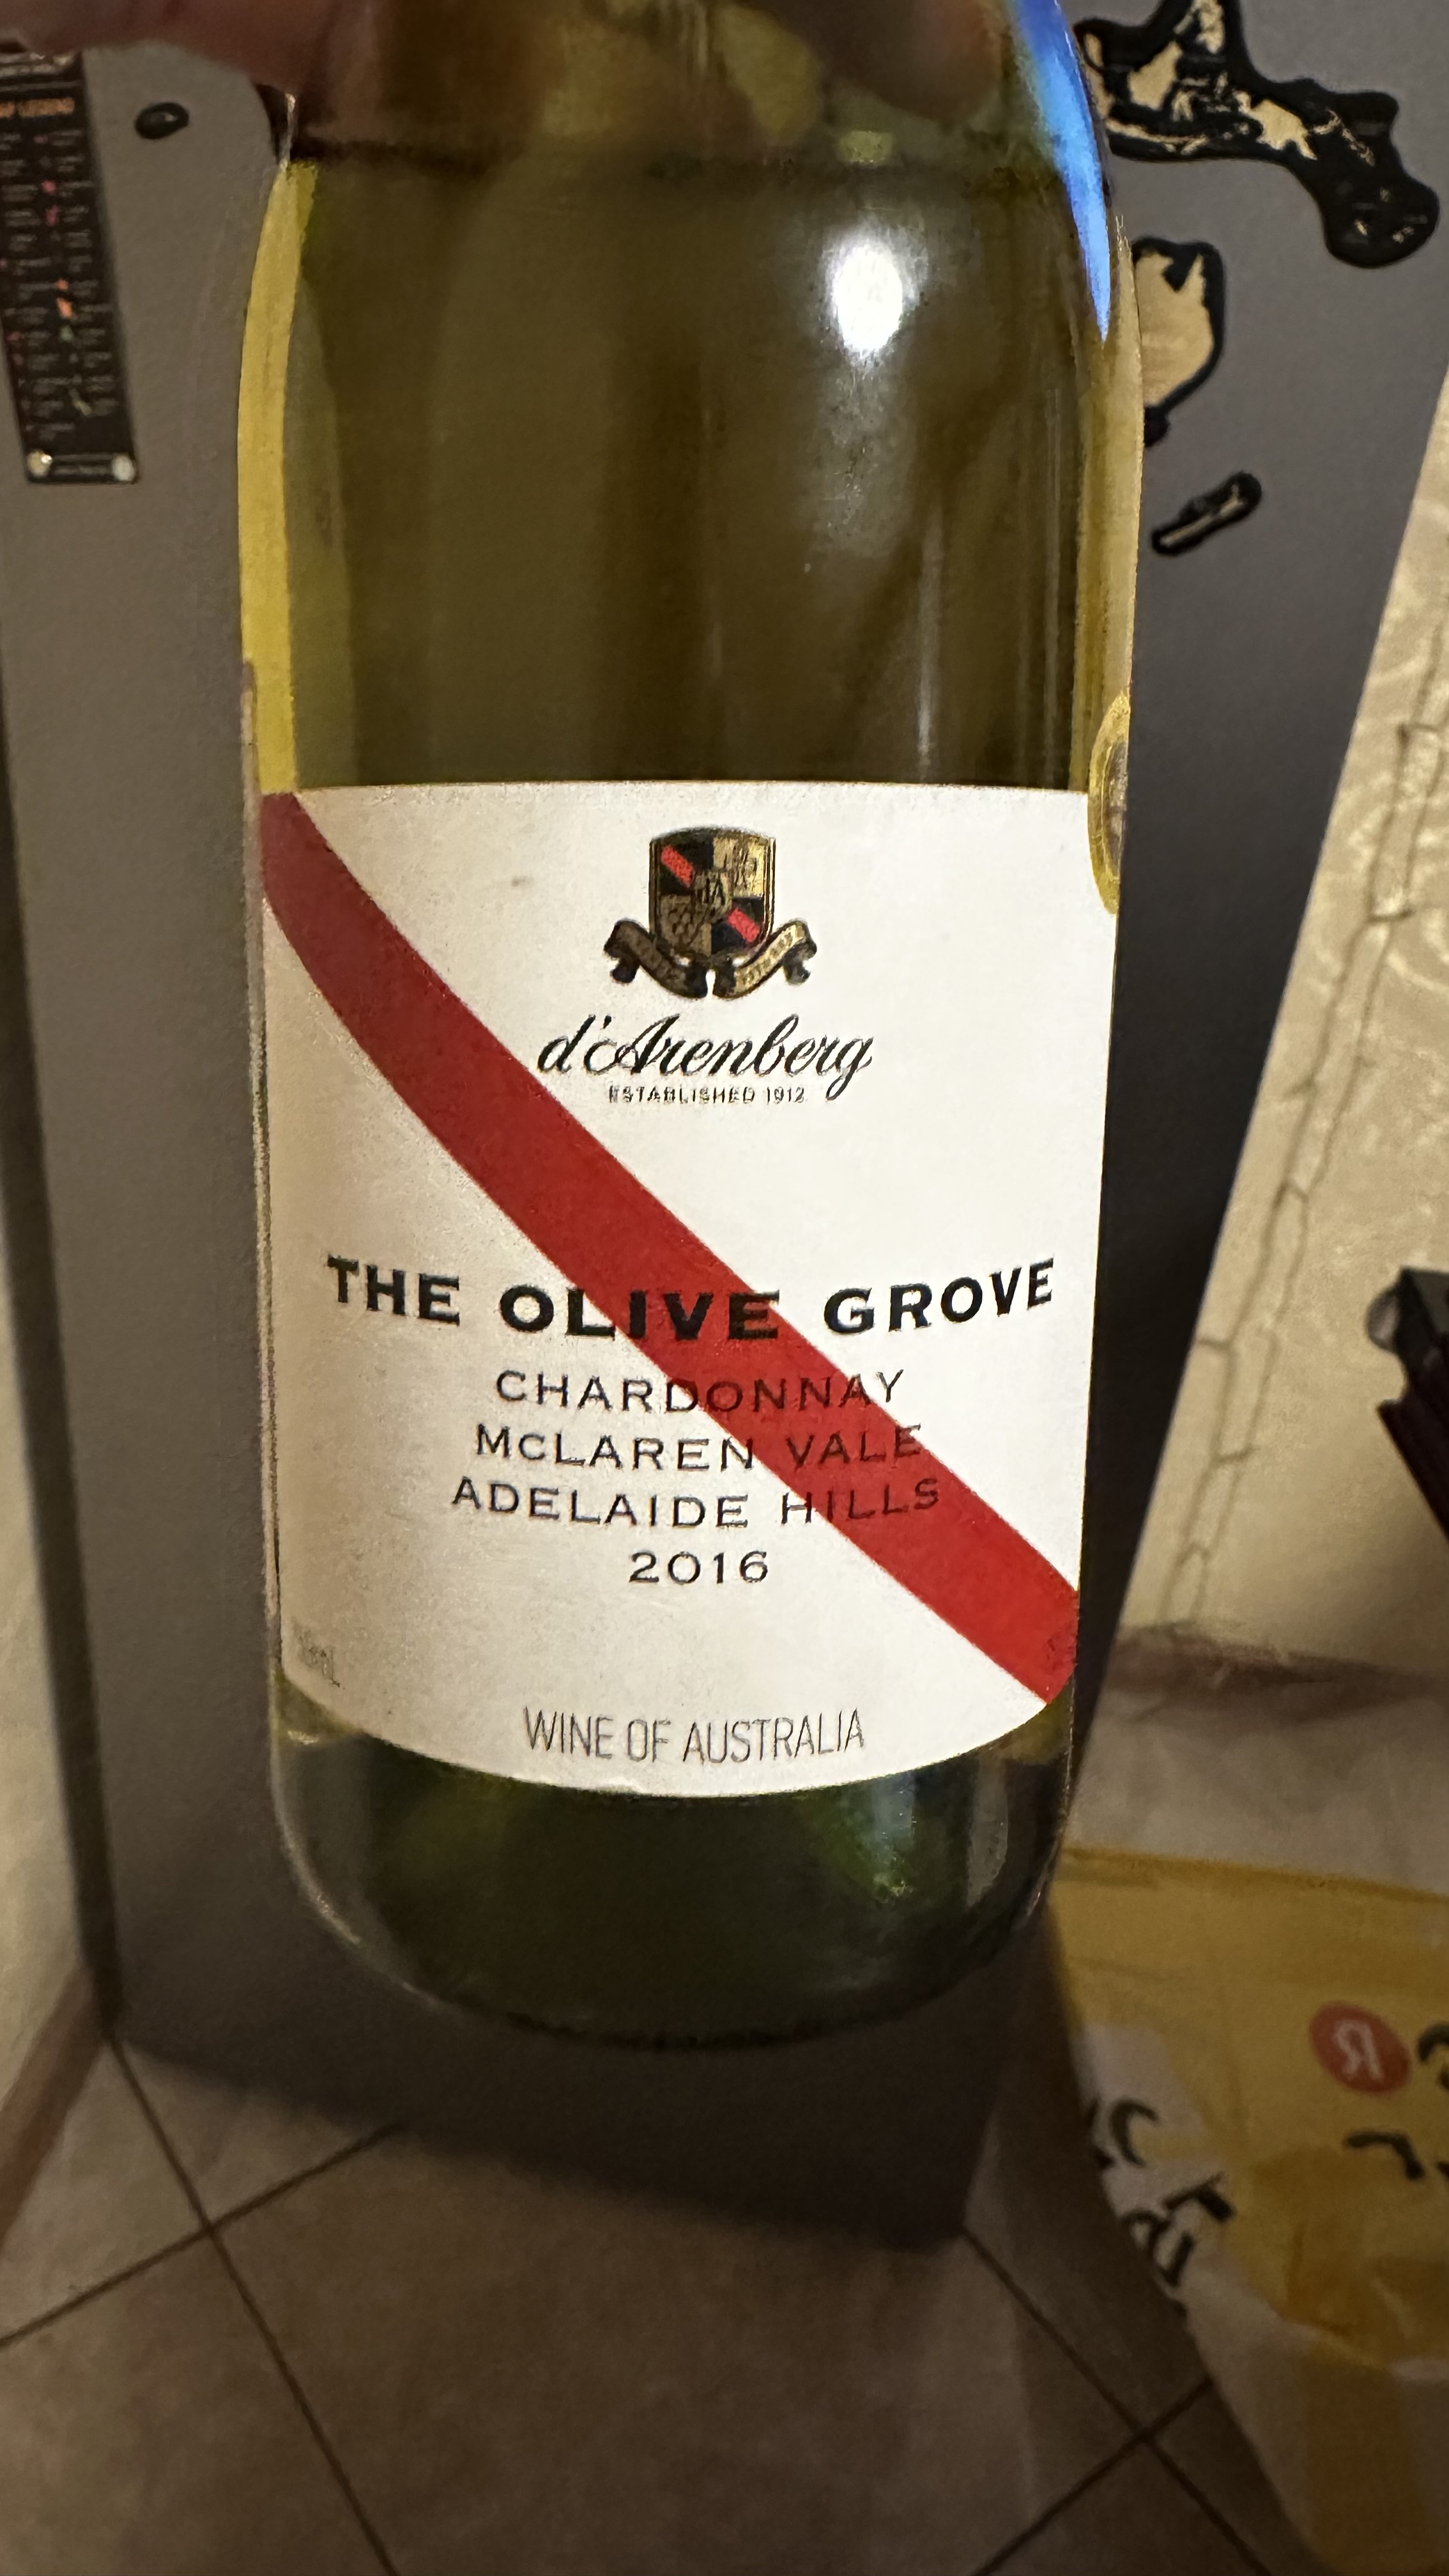 d'Arenberg
ESTABLISHED 1912
THE OLIVE GROVE
CHARDONNAY
McLAREN VALE
ADELAIDE HILLS
2016
WINE OF AUSTRALIA